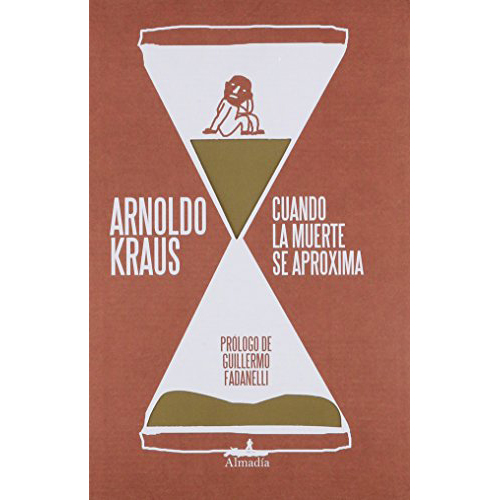 ARNOLDO
KRAUS
CUANDO
LA MUERTE
SE APROXIMA
PRÓLOGO DE
GUILLERMO
FADANELLI
Almadía